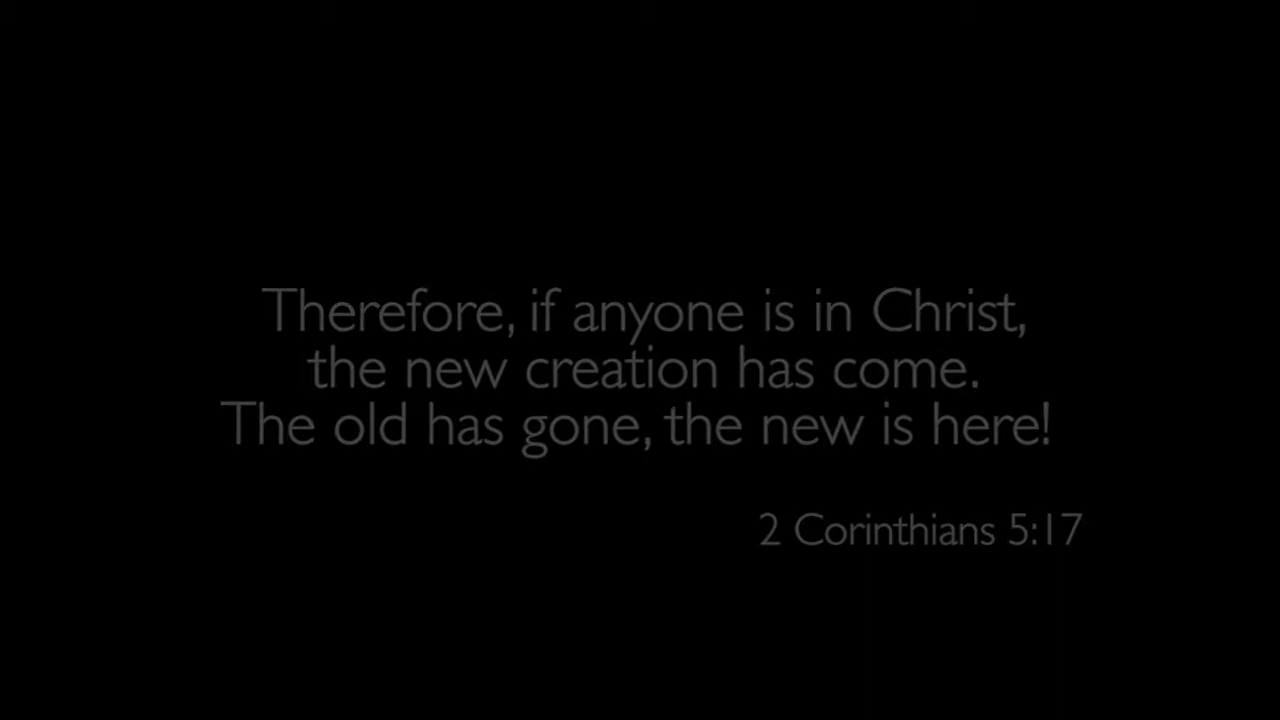 Therefore, if anyone is in Christ,
the new creation has come.
The old has gone, the new is here!
2 Corinthians 5:17